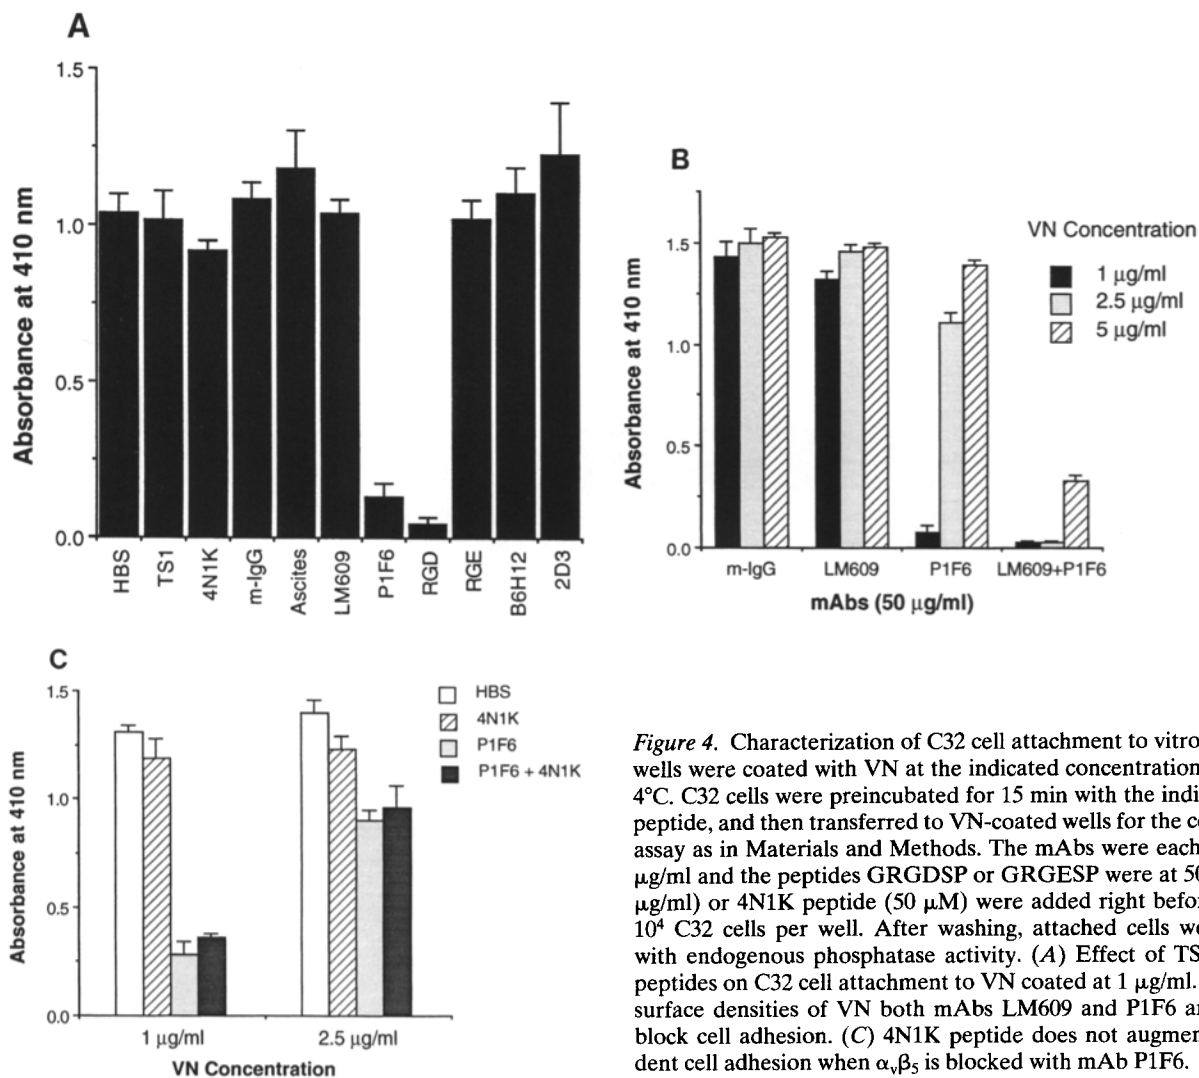 A
1.5
1.0
0.5
0.0
Absorbance at 410 nm
HBS
TS1
4N1K
m-IgG
Ascites
LM609
P1F6
RGD
RGE
B6H12
2D3
B
1.5
1.0
0.5
0.0
Absorbance at 410 nm
m-IgG LM609 P1F6 LM609+P1F6
mAbs (50 µg/ml)
VN Concentration
1 µg/ml
2.5 µg/ml
5 µg/ml
C
1.5
1.0
0.5
0.0
Absorbance at 410 nm
HBS
4N1K
P1F6
P1F6 + 4N1K
1 µg/ml 2.5 µg/ml
VN Concentration
Figure 4. Characterization of C32 cell attachment to vitro
wells were coated with VN at the indicated concentration
4°C. C32 cells were preincubated for 15 min with the indi
peptide, and then transferred to VN-coated wells for the c
assay as in Materials and Methods. The mAbs were each
µg/ml and the peptides GRGDSP or GRGESP were at 50
µg/ml) or 4N1K peptide (50 µM) were added right befor
10⁴ C32 cells per well. After washing, attached cells we
with endogenous phosphatase activity. (A) Effect of TS
peptides on C32 cell attachment to VN coated at 1 µg/ml.
surface densities of VN both mAbs LM609 and P1F6 a
block cell adhesion. (C) 4N1K peptide does not augmen
dent cell adhesion when αᵥβ₅ is blocked with mAb P1F6.